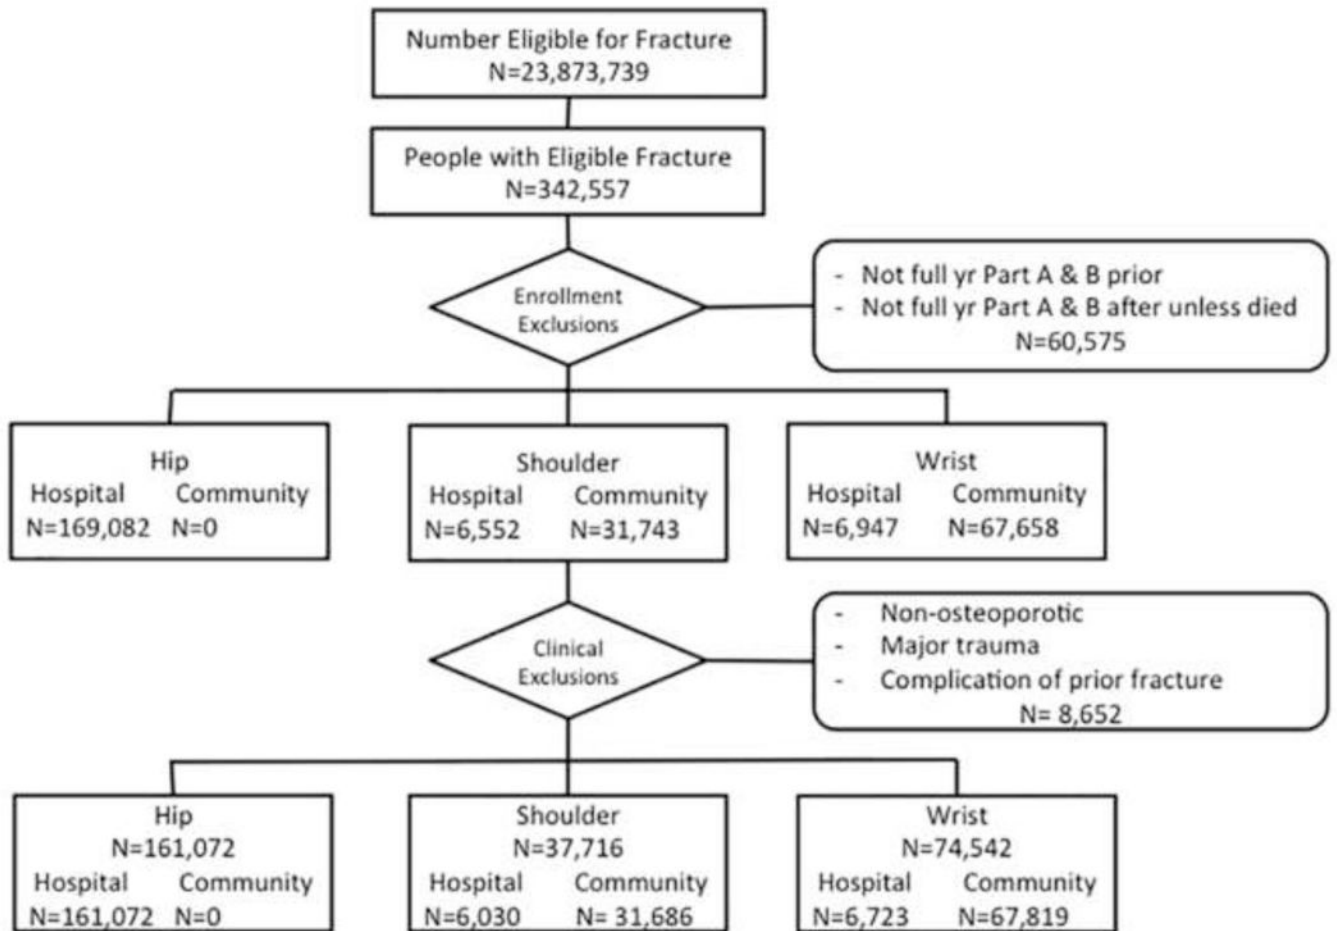 Number Eligible for Fracture
N=23,873,739
People with Eligible Fracture
N=342,557
Enrollment
Exclusions
- Not full yr Part A & B prior
- Not full yr Part A & B after unless died
N=60,575
Hip
Hospital Community
N=169,082 N=0
Shoulder
Hospital Community
N=6,552 N=31,743
Wrist
Hospital Community
N=6,947 N=67,658
Clinical
Exclusions
- Non-osteoporotic
- Major trauma
- Complication of prior fracture
N= 8,652
Hip
N=161,072
Hospital Community
N=161,072 N=0
Shoulder
N=37,716
Hospital Community
N=6,030 N= 31,686
Wrist
N=74,542
Hospital Community
N=6,723 N=67,819